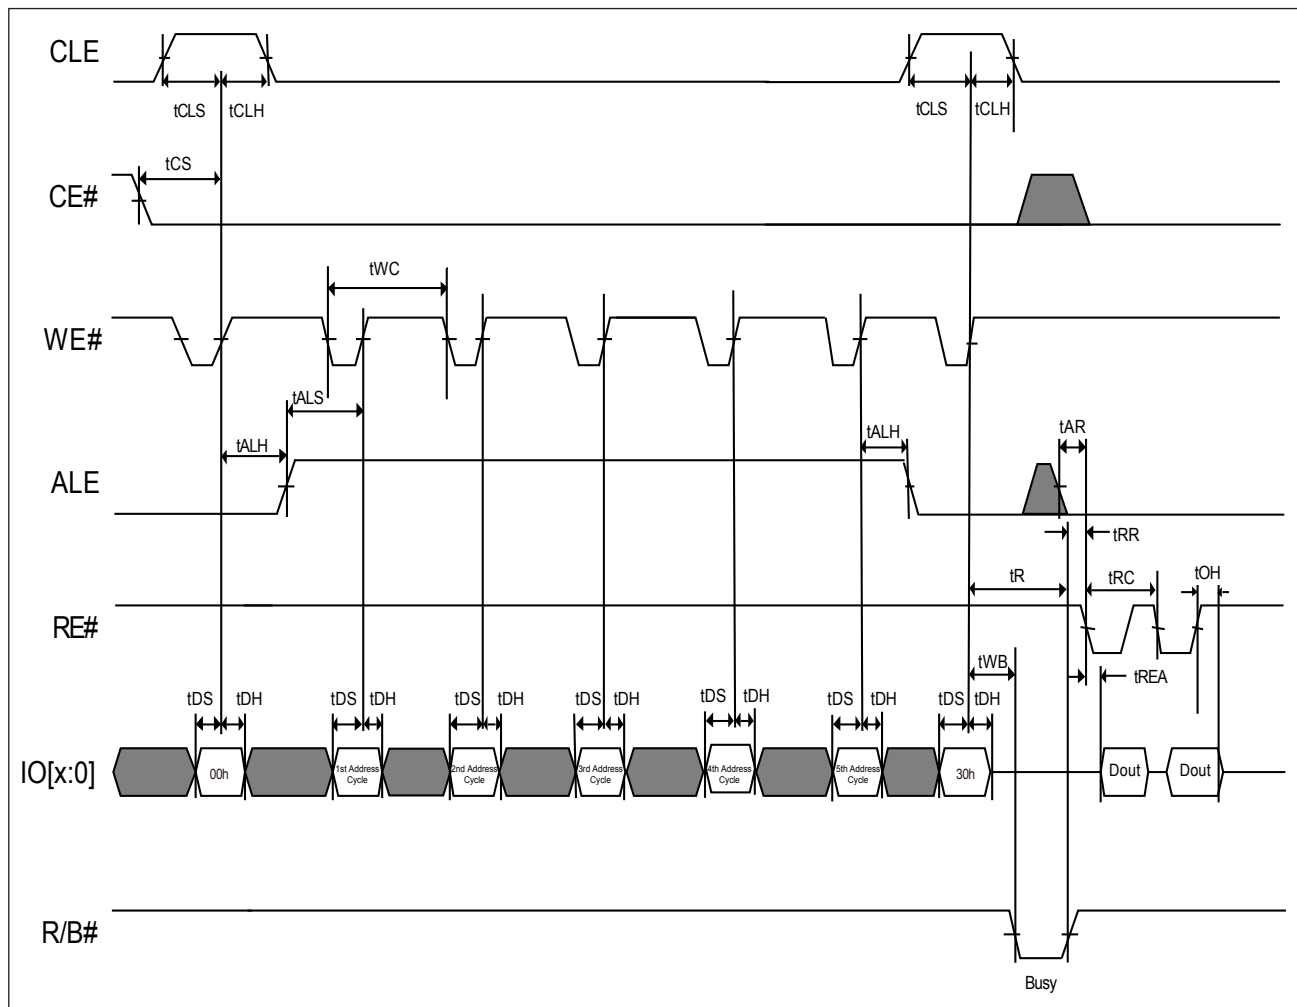 CLE
tCLS tCLH
tCLS tCLH
tCS
CE#
tWC
WE#
tALS
tALH
tALH
tAR
ALE
tRR
tR
tRC
tOH
RE#
tWB
tREA
tDS tDH
tDS tDH
tDS tDH
tDS tDH
tDS tDH
tDS tDH
tDS tDH
IO[x:0]
00h
1st Address
Cycle
2nd Address
Cycle
3rd Address
Cycle
4th Address
Cycle
5th Address
Cycle
30h
Dout
Dout
R/B#
Busy